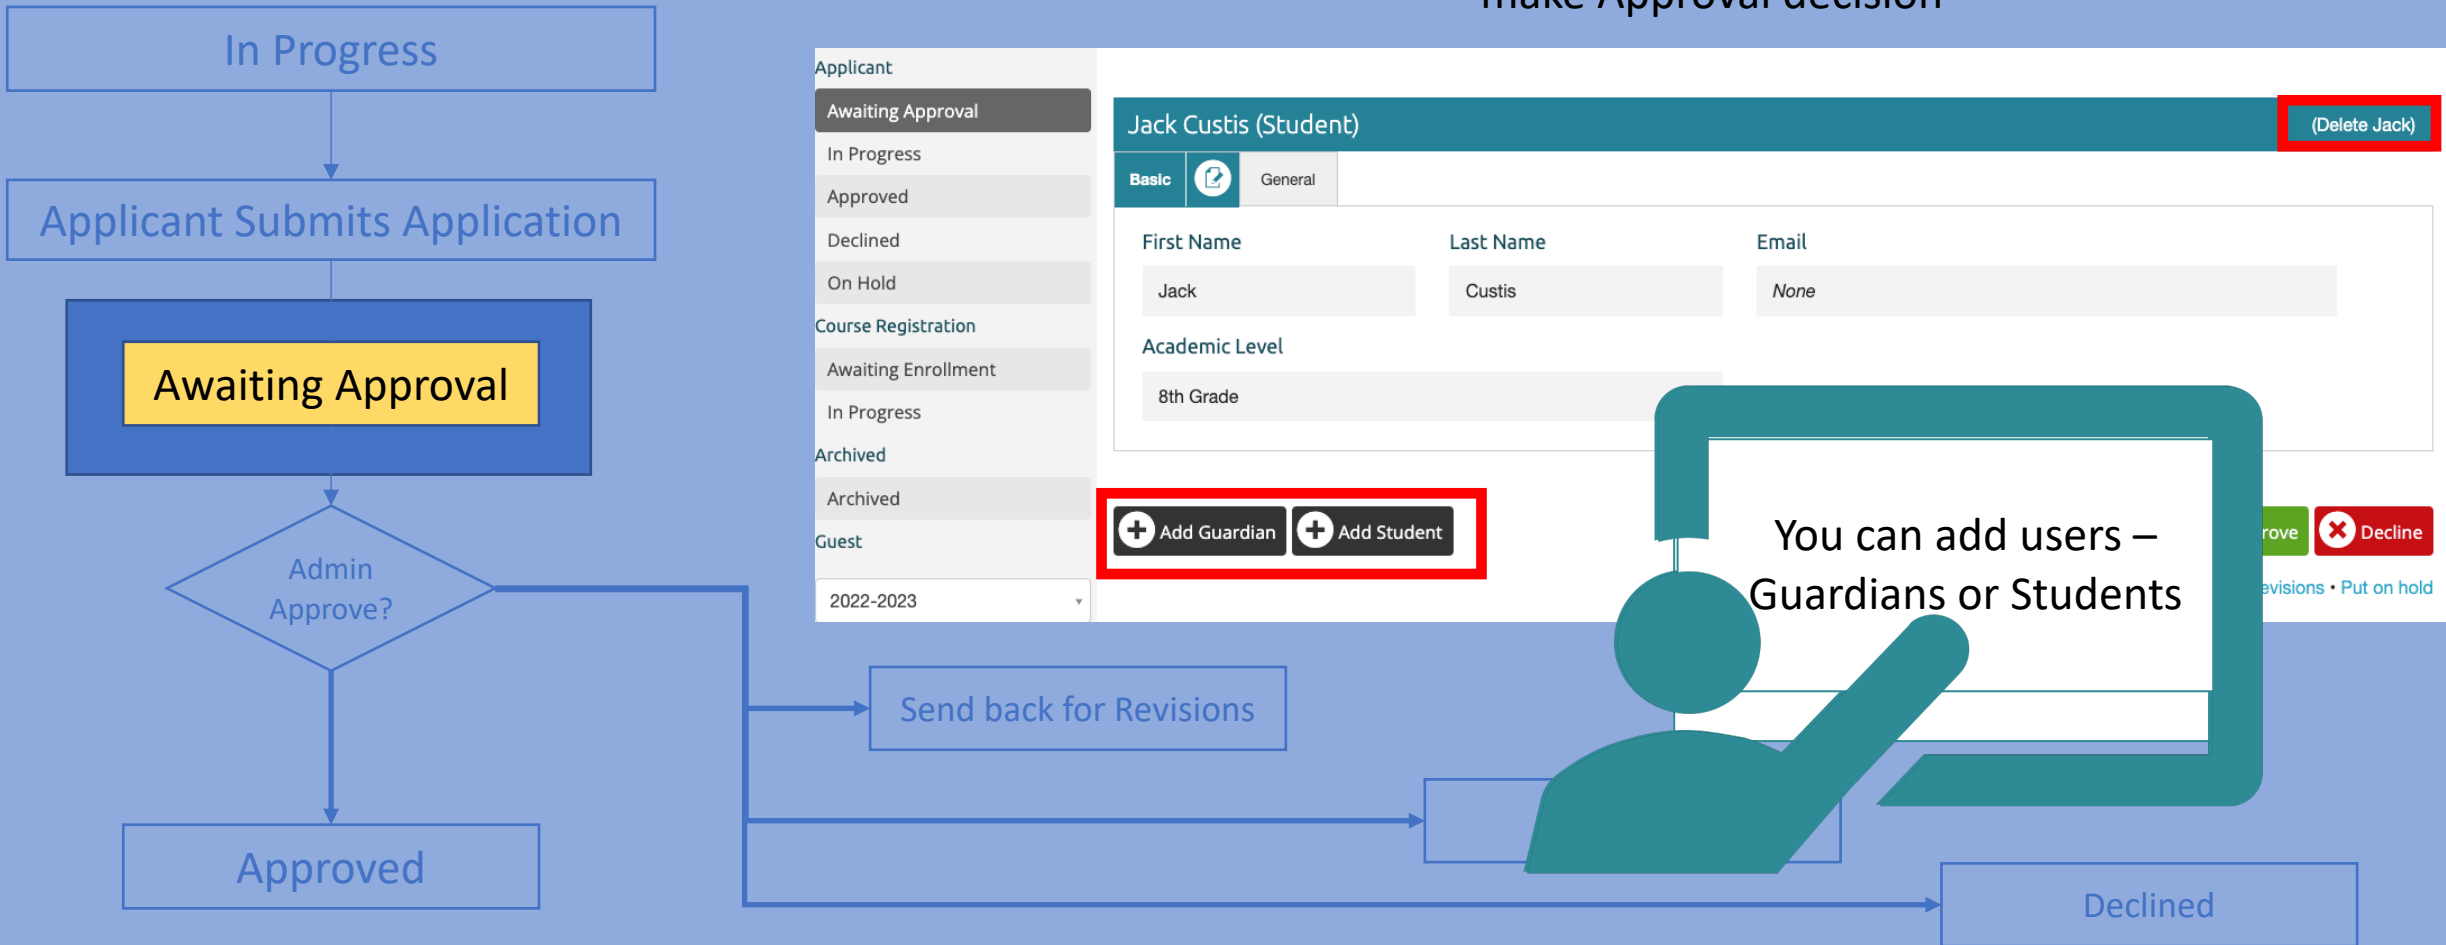 make Approval decision
In Progress
Applicant Submits Application
Awaiting Approval
Admin
Approve?
Approved
Applicant
Awaiting Approval
In Progress
Approved
Declined
On Hold
Course Registration
Awaiting Enrollment
In Progress
Archived
Archived
Guest
2022-2023
Jack Custis (Student)
(Delete Jack)
Basic
General
First Name
Last Name
Email
Jack
Custis
None
Academic Level
8th Grade
Add Guardian
Add Student
rove
Decline
evisions • Put on hold
You can add users –
Guardians or Students
Send back for Revisions
Declined